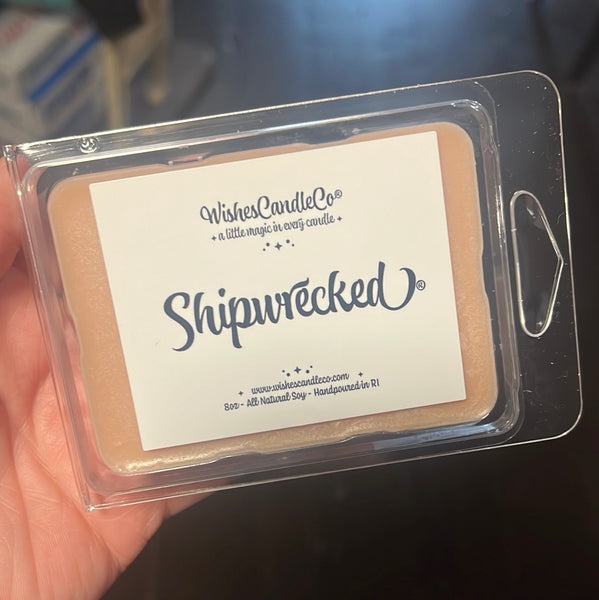 WishesCandleCo®
a little magic in every candle
Shipwrecked®
www.wishescandleco.com
8oz - All Natural Soy - Handpoured in RI